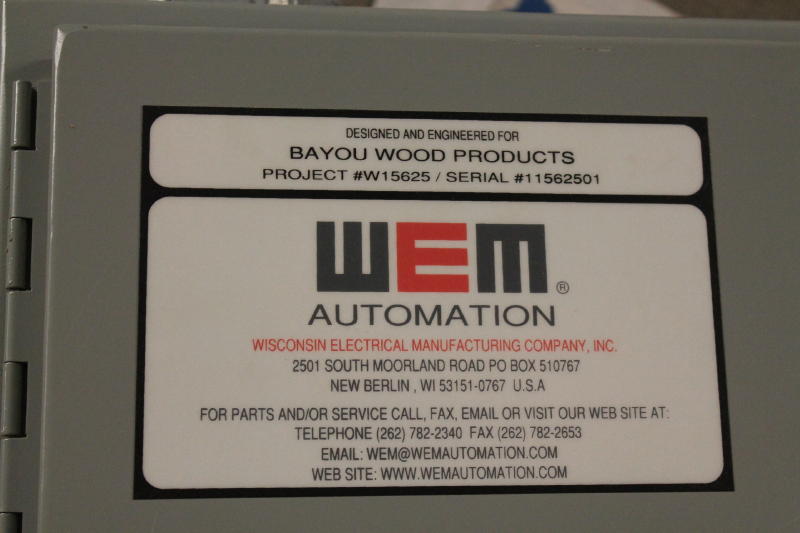 DESIGNED AND ENGINEERED FOR
BAYOU WOOD PRODUCTS
PROJECT #W15625 / SERIAL #11562501
WEM ®
AUTOMATION
WISCONSIN ELECTRICAL MANUFACTURING COMPANY, INC.
2501 SOUTH MOORLAND ROAD PO BOX 510767
NEW BERLIN , WI 53151-0767 U.S.A
FOR PARTS AND/OR SERVICE CALL, FAX, EMAIL OR VISIT OUR WEB SITE AT:
TELEPHONE (262) 782-2340 FAX (262) 782-2653
EMAIL: WEM@WEMAUTOMATION.COM
WEB SITE: WWW.WEMAUTOMATION.COM